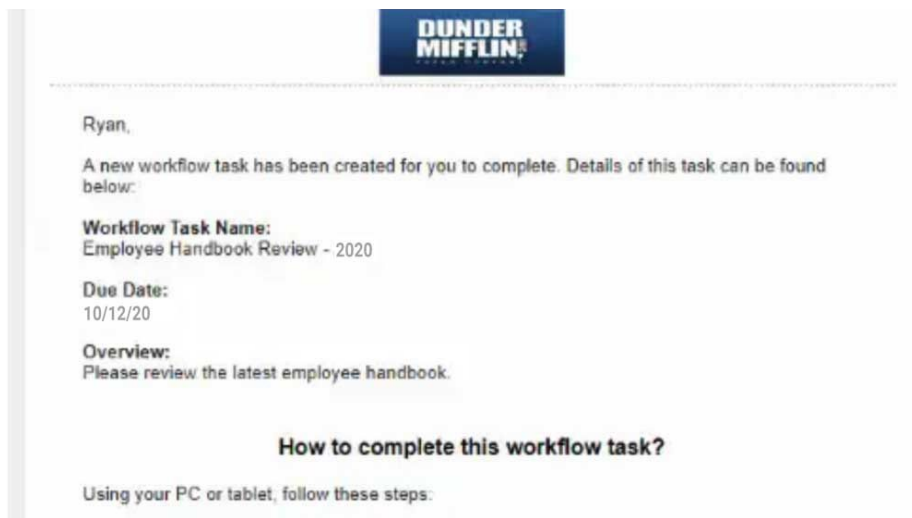 DUNDER
MIFFLIN,
Ryan,
A new workflow task has been created for you to complete. Details of this task can be found
below:
Workflow Task Name:
Employee Handbook Review - 2020
Due Date:
10/12/20
Overview:
Please review the latest employee handbook.
How to complete this workflow task?
Using your PC or tablet, follow these steps: